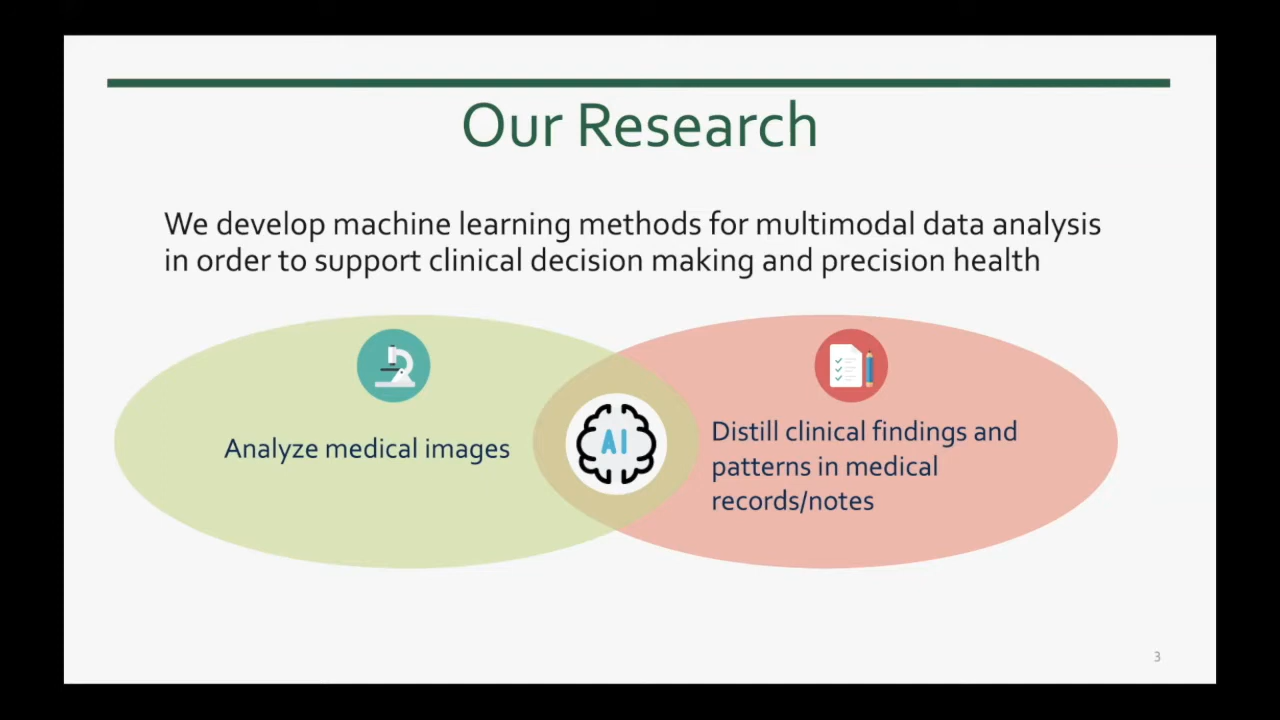 Our Research
We develop machine learning methods for multimodal data analysis
in order to support clinical decision making and precision health
Analyze medical images
AI
Distill clinical findings and
patterns in medical
records/notes
3